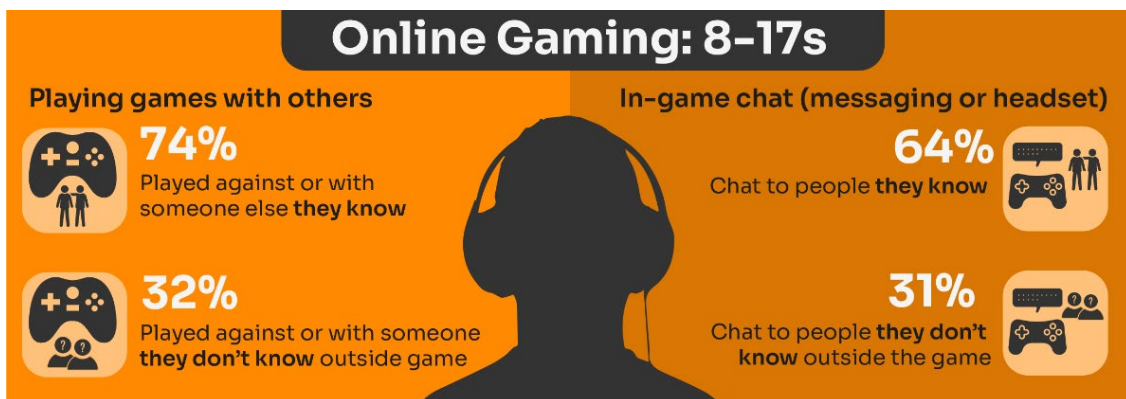 Online Gaming: 8-17s
Playing games with others
74%
Played against or with
someone else they know
32%
Played against or with someone
they don't know outside game
In-game chat (messaging or headset)
64%
Chat to people they know
31%
Chat to people they don't
know outside the game